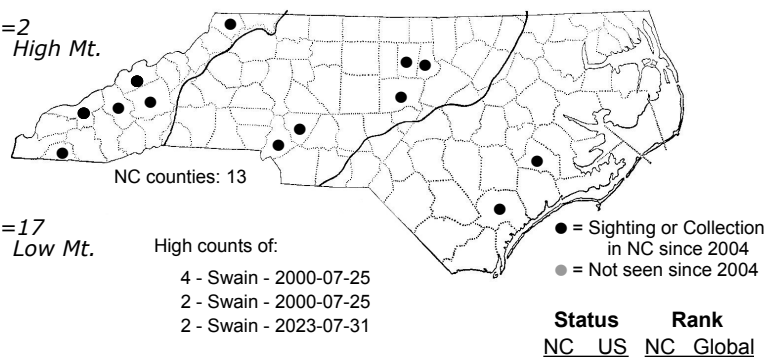 =2
High Mt.
NC counties: 13
=17
Low Mt.
High counts of:
4 - Swain - 2000-07-25
2 - Swain - 2000-07-25
2 - Swain - 2023-07-31
● = Sighting or Collection
in NC since 2004
● = Not seen since 2004
Status Rank
NC US NC Global